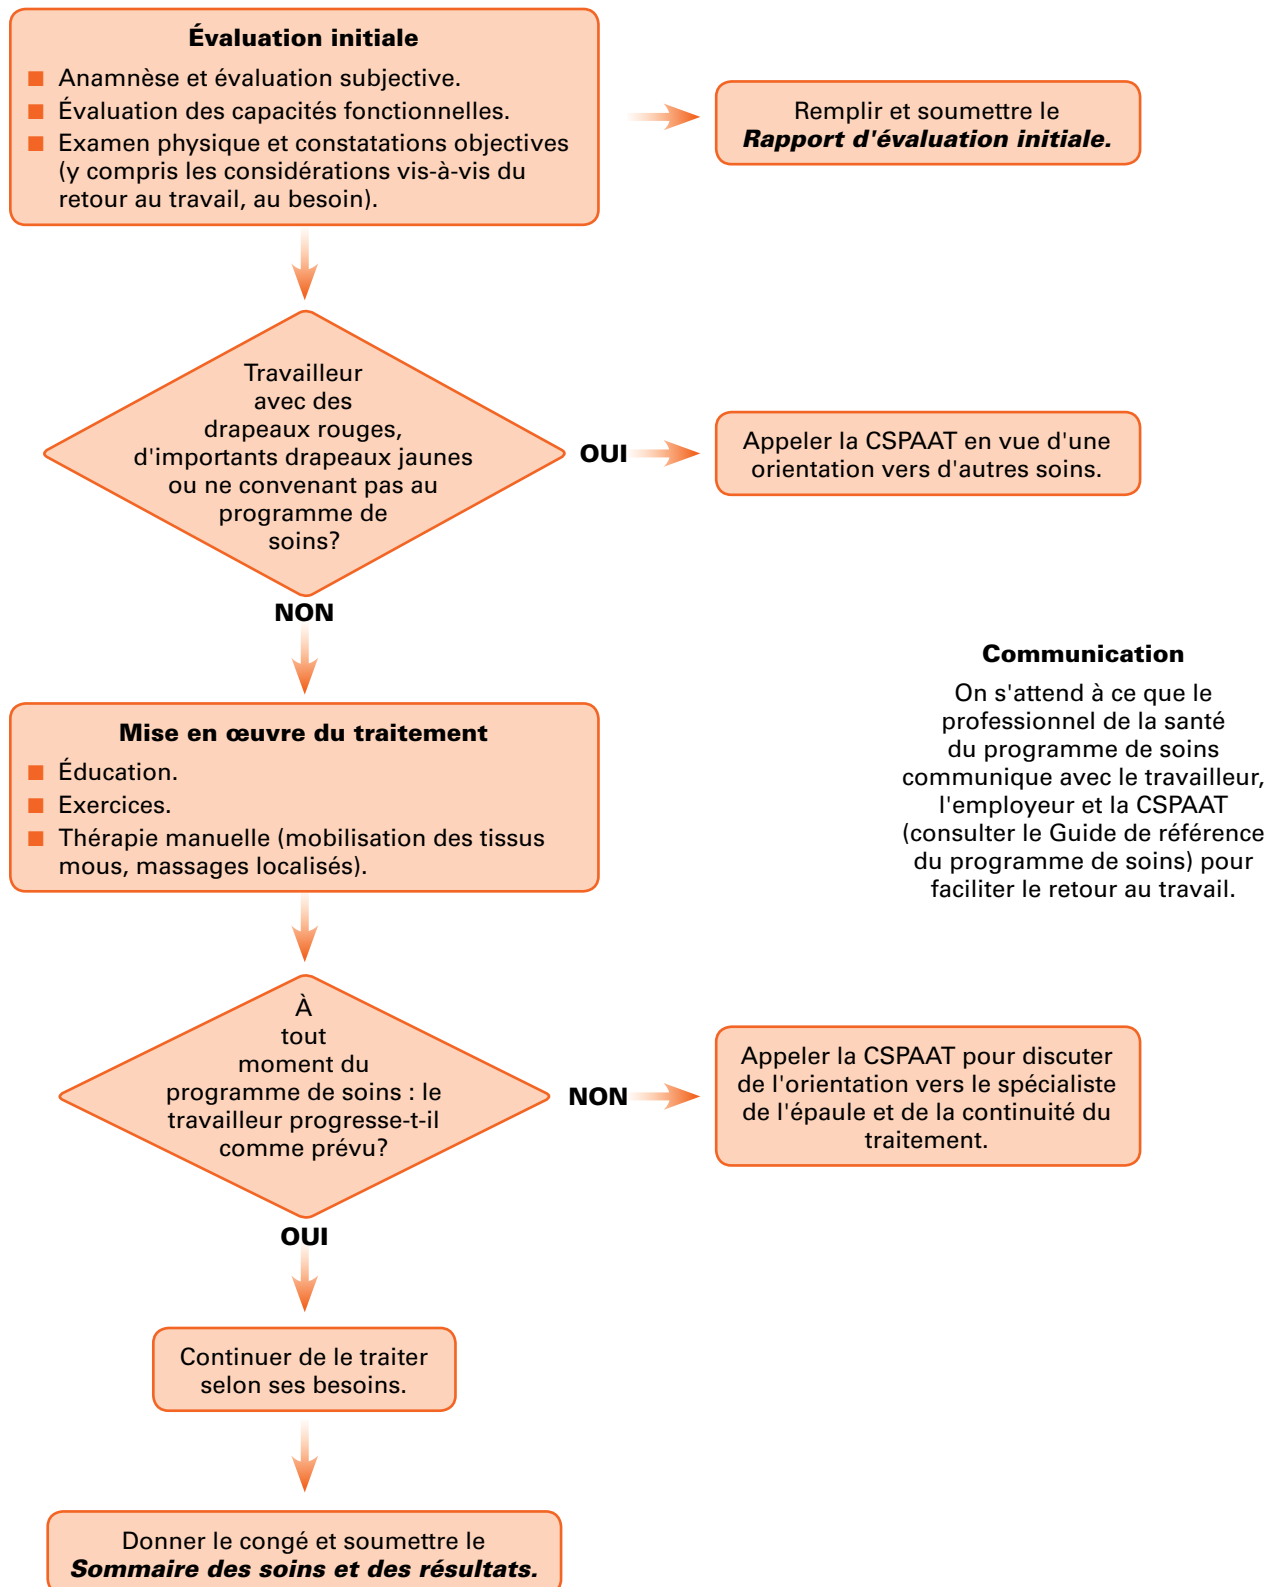 Évaluation initiale
■ Anamnèse et évaluation subjective.
■ Évaluation des capacités fonctionnelles.
■ Examen physique et constatations objectives
(y compris les considérations vis-à-vis du
retour au travail, au besoin).
Remplir et soumettre le
Rapport d'évaluation initiale.
Travailleur
avec des
drapeaux rouges,
d'importants drapeaux jaunes
ou ne convenant pas au
programme de
soins?
OUI
Appeler la CSPAAT en vue d'une
orientation vers d'autres soins.
NON
Communication
On s'attend à ce que le
professionnel de la santé
du programme de soins
communique avec le travailleur,
l'employeur et la CSPAAT
(consulter le Guide de référence
du programme de soins) pour
faciliter le retour au travail.
Mise en œuvre du traitement
■ Éducation.
■ Exercices.
■ Thérapie manuelle (mobilisation des tissus
mous, massages localisés).
À
tout
moment du
programme de soins : le
travailleur progresse-t-il
comme prévu?
NON
Appeler la CSPAAT pour discuter
de l'orientation vers le spécialiste
de l'épaule et de la continuité du
traitement.
OUI
Continuer de le traiter
selon ses besoins.
Donner le congé et soumettre le
Sommaire des soins et des résultats.